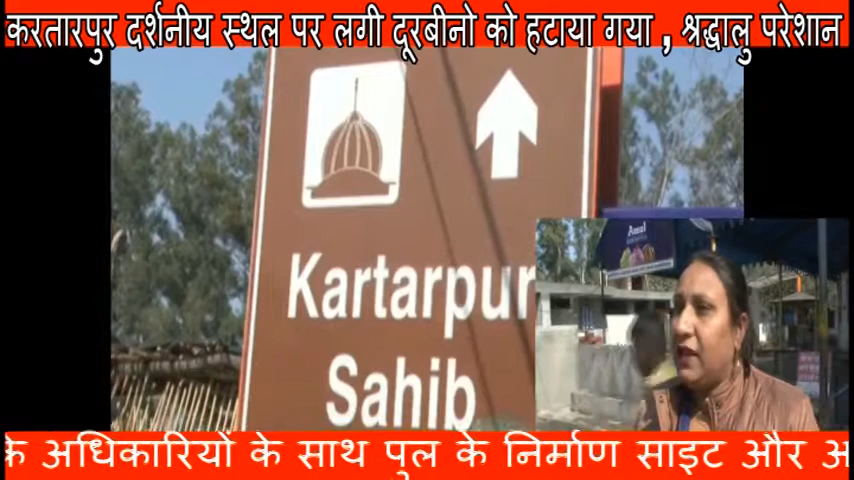 करतारपुर दर्शनीय स्थल पर लगी दूरबीनो को हटाया गया , श्रद्धालु परेशान
Kartarpur
Sahib
Amul
के अधिकारियों के साथ पुल के निर्माण साइट और अ